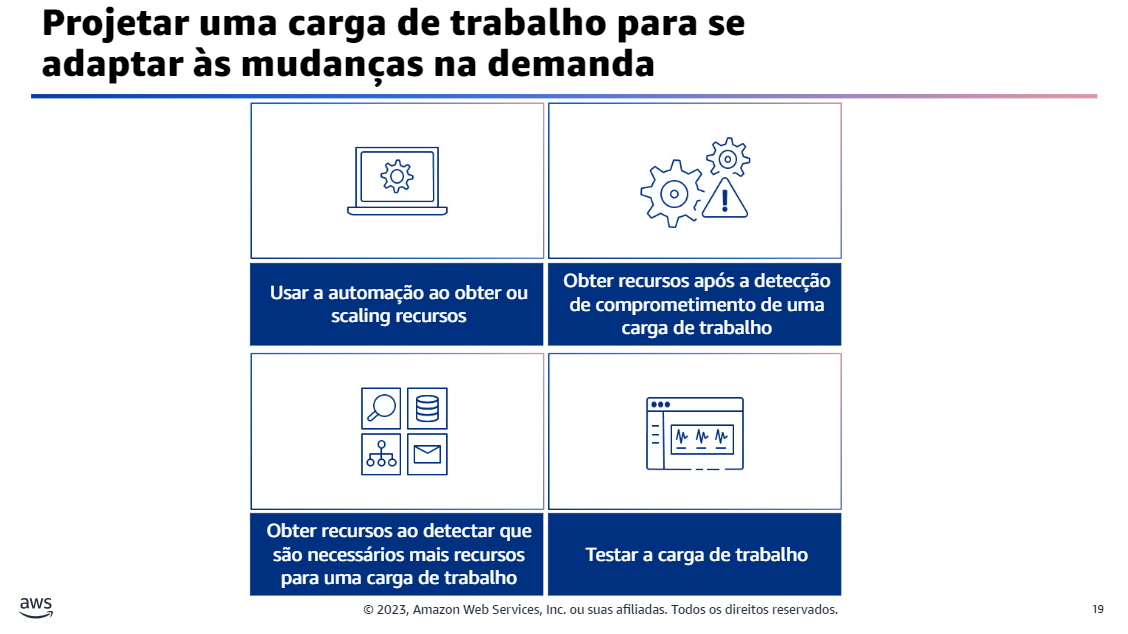 Projetar uma carga de trabalho para se
adaptar às mudanças na demanda
Usar a automação ao obter ou
scaling recursos
Obter recursos após a detecção
de comprometimento de uma
carga de trabalho
Obter recursos ao detectar que
são necessários mais recursos
para uma carga de trabalho
Testar a carga de trabalho
aws
© 2023, Amazon Web Services, Inc. ou suas afiliadas. Todos os direitos reservados.
19